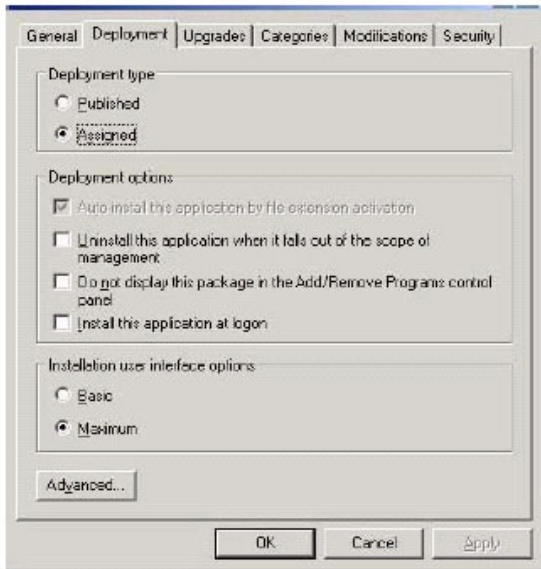 General Deployment Upgrades Categories Modifications Security
Deployment type
Published
Assigned
Deployment options
Auto-install this application by file extension activation
Uninstall this application when it falls out of the scope of
management
Do not display this package in the Add/Remove Programs control
panel
Install this application at logon
Installation user interface options
Basic
Maximum
Advanced...
OK Cancel Apply